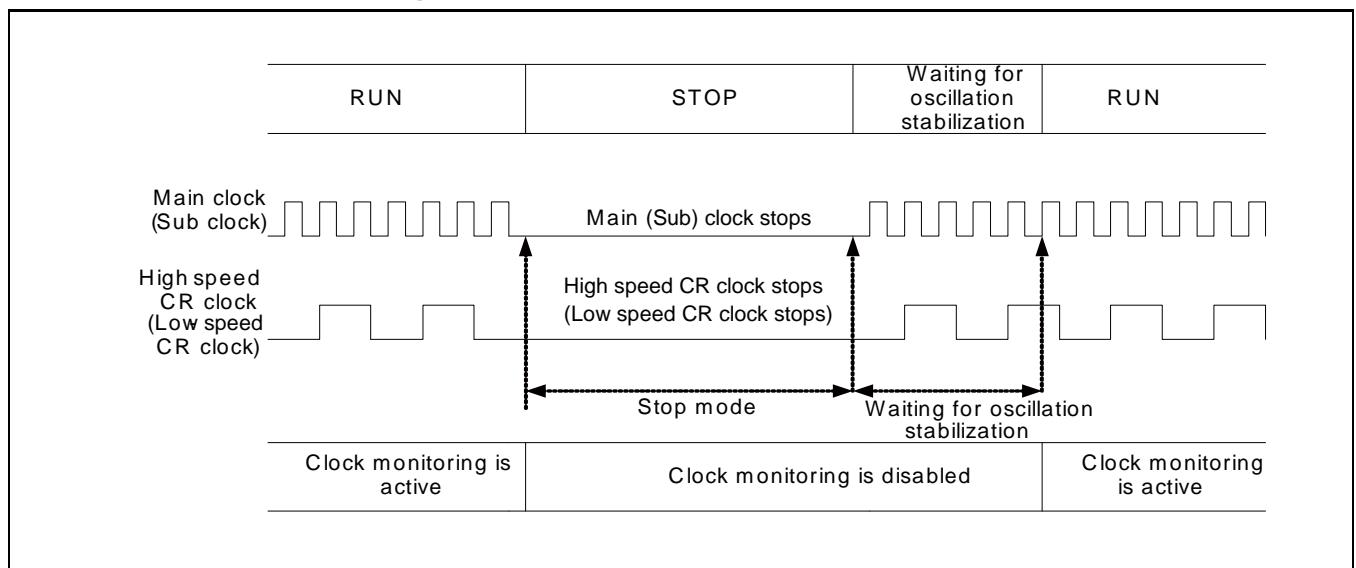 RUN
STOP
Waiting for
oscillation
stabilization
RUN
Main clock
(Sub clock)
Main (Sub) clock stops
High speed
CR clock
(Low speed
CR clock)
High speed CR clock stops
(Low speed CR clock stops)
Stop mode
Waiting for oscillation
stabilization
Clock monitoring is
active
Clock monitoring is disabled
Clock monitoring
is active